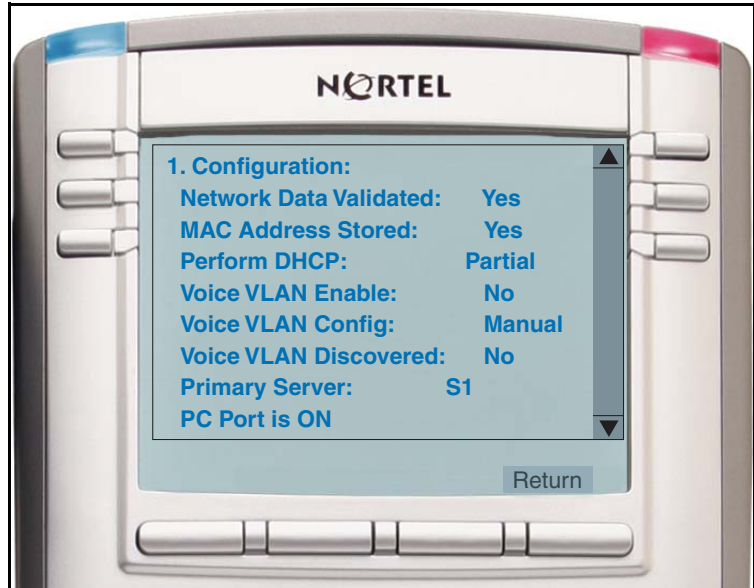 NORTEL
1. Configuration:
Network Data Validated: Yes
MAC Address Stored: Yes
Perform DHCP: Partial
Voice VLAN Enable: No
Voice VLAN Config: Manual
Voice VLAN Discovered: No
Primary Server: S1
PC Port is ON
Return